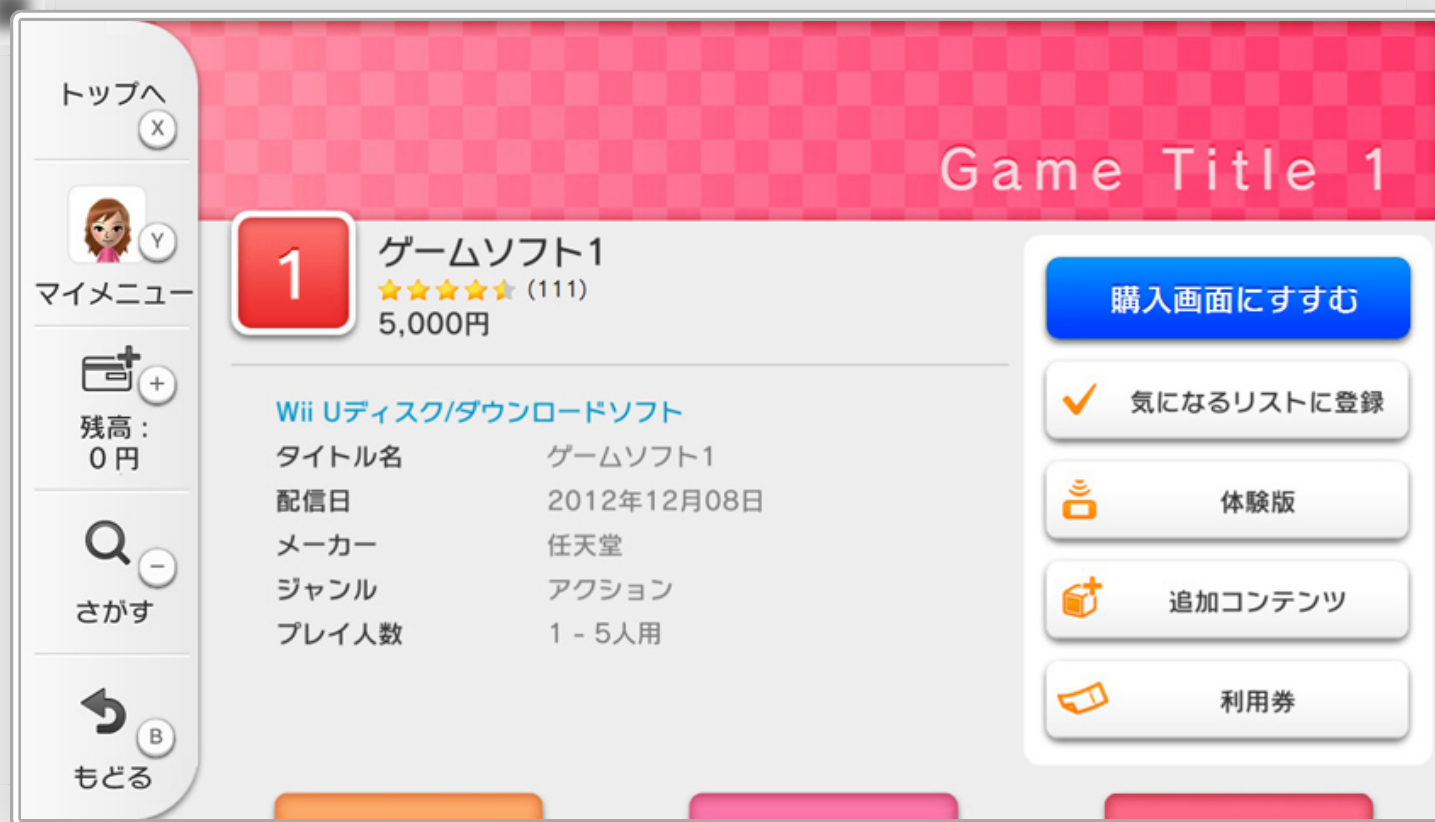 トップへ
X
Y
マイメニュー
+
残高:
0円
−
さがす
B
もどる
Game Title 1
1
ゲームソフト1
(111)
5,000円
Wii Uディスク/ダウンロードソフト
タイトル名 ゲームソフト1
配信日 2012年12月08日
メーカー 任天堂
ジャンル アクション
プレイ人数 1 - 5人用
購入画面にすすむ
気になるリストに登録
体験版
追加コンテンツ
利用券